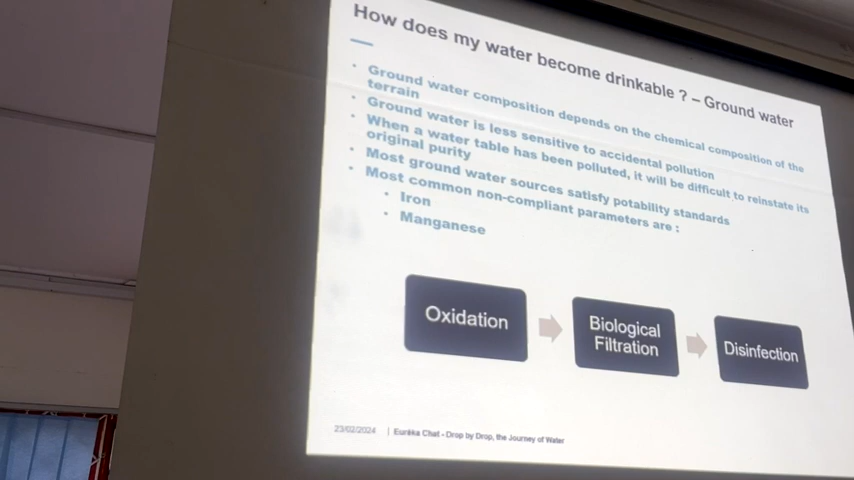 How does my water become drinkable ? – Ground water
• Ground water composition depends on the chemical composition of the
terrain
• Ground water is less sensitive to accidental pollution
• When a water table has been polluted, it will be difficult to reinstate its
original purity
• Most ground water sources satisfy potability standards
• Most common non-compliant parameters are :
• Iron
• Manganese
Oxidation
Biological
Filtration
Disinfection
23/02/2024 | Eurêka Chat - Drop by Drop, the Journey of Water